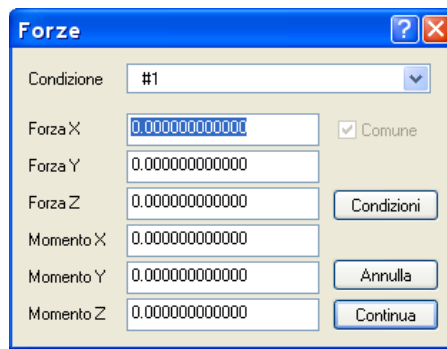 Forze
Condizione #1
Forza X 0.000000000000 Comune
Forza Y 0.000000000000
Forza Z 0.000000000000 Condizioni
Momento X 0.000000000000
Momento Y 0.000000000000 Annulla
Momento Z 0.000000000000 Continua